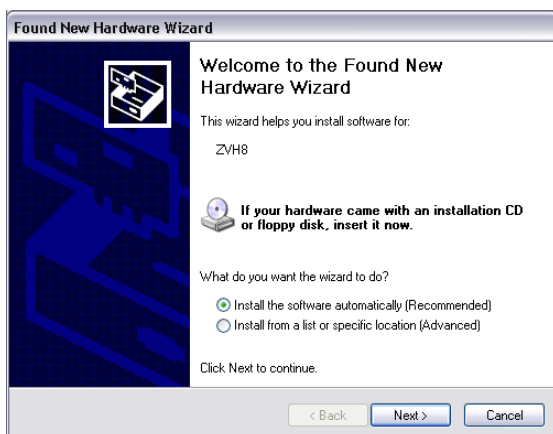 Found New Hardware Wizard
Welcome to the Found New
Hardware Wizard
This wizard helps you install software for:
ZVH8
If your hardware came with an installation CD
or floppy disk, insert it now.
What do you want the wizard to do?
Install the software automatically (Recommended)
Install from a list or specific location (Advanced)
Click Next to continue.
< Back Next > Cancel